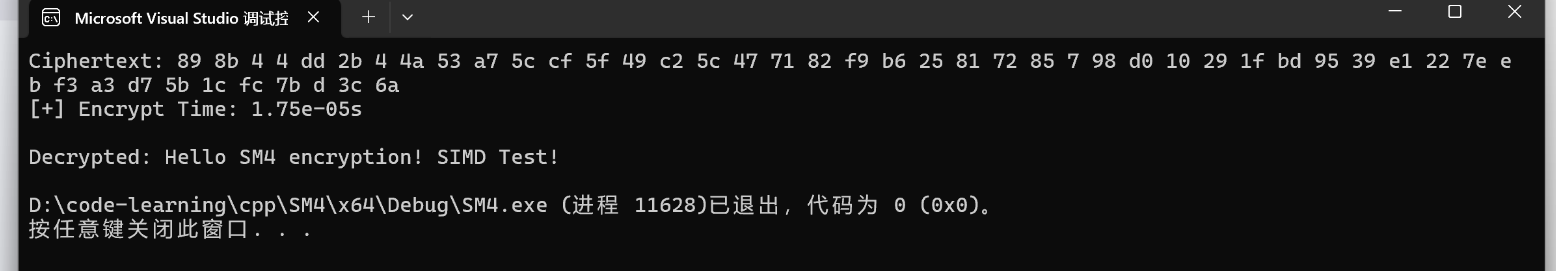 Microsoft Visual Studio 调试控
Ciphertext: 89 8b 4 4 dd 2b 4 4a 53 a7 5c cf 5f 49 c2 5c 47 71 82 f9 b6 25 81 72 85 7 98 d0 10 29 1f bd 95 39 e1 22 7e e
b f3 a3 d7 5b 1c fc 7b d 3c 6a
[+] Encrypt Time: 1.75e-05s
Decrypted: Hello SM4 encryption! SIMD Test!
D:\code-learning\cpp\SM4\x64\Debug\SM4.exe (进程 11628)已退出，代码为 0 (0x0)。
按任意键关闭此窗口. . .